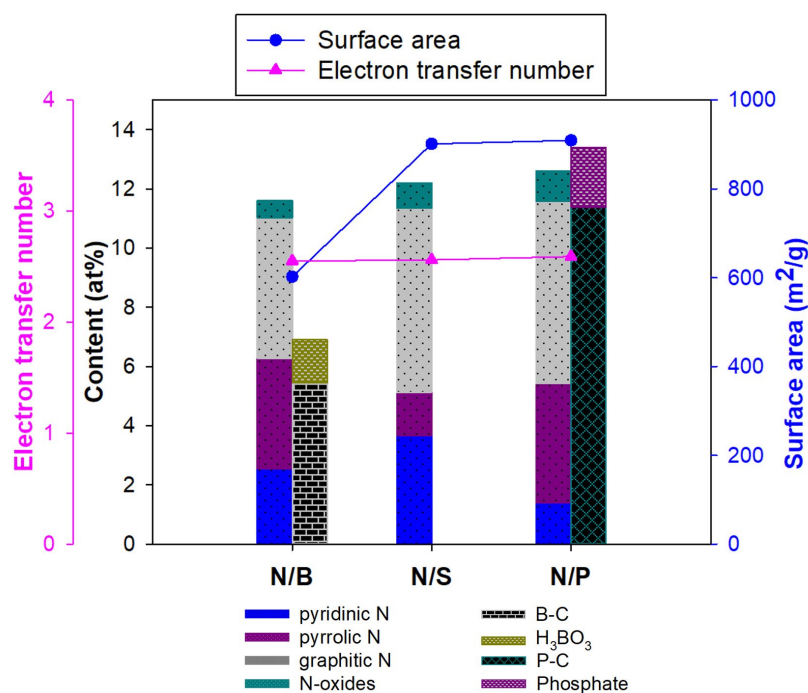 Surface area
Electron transfer number
Electron transfer number
4
3
2
1
0
Content (at%)
14
12
10
8
6
4
2
0
1000
800
600
400
200
0
Surface area (m²/g)
N/B N/S N/P
pyridinic N
pyrrolic N
graphitic N
N-oxides
B-C
H₃BO₃
P-C
Phosphate